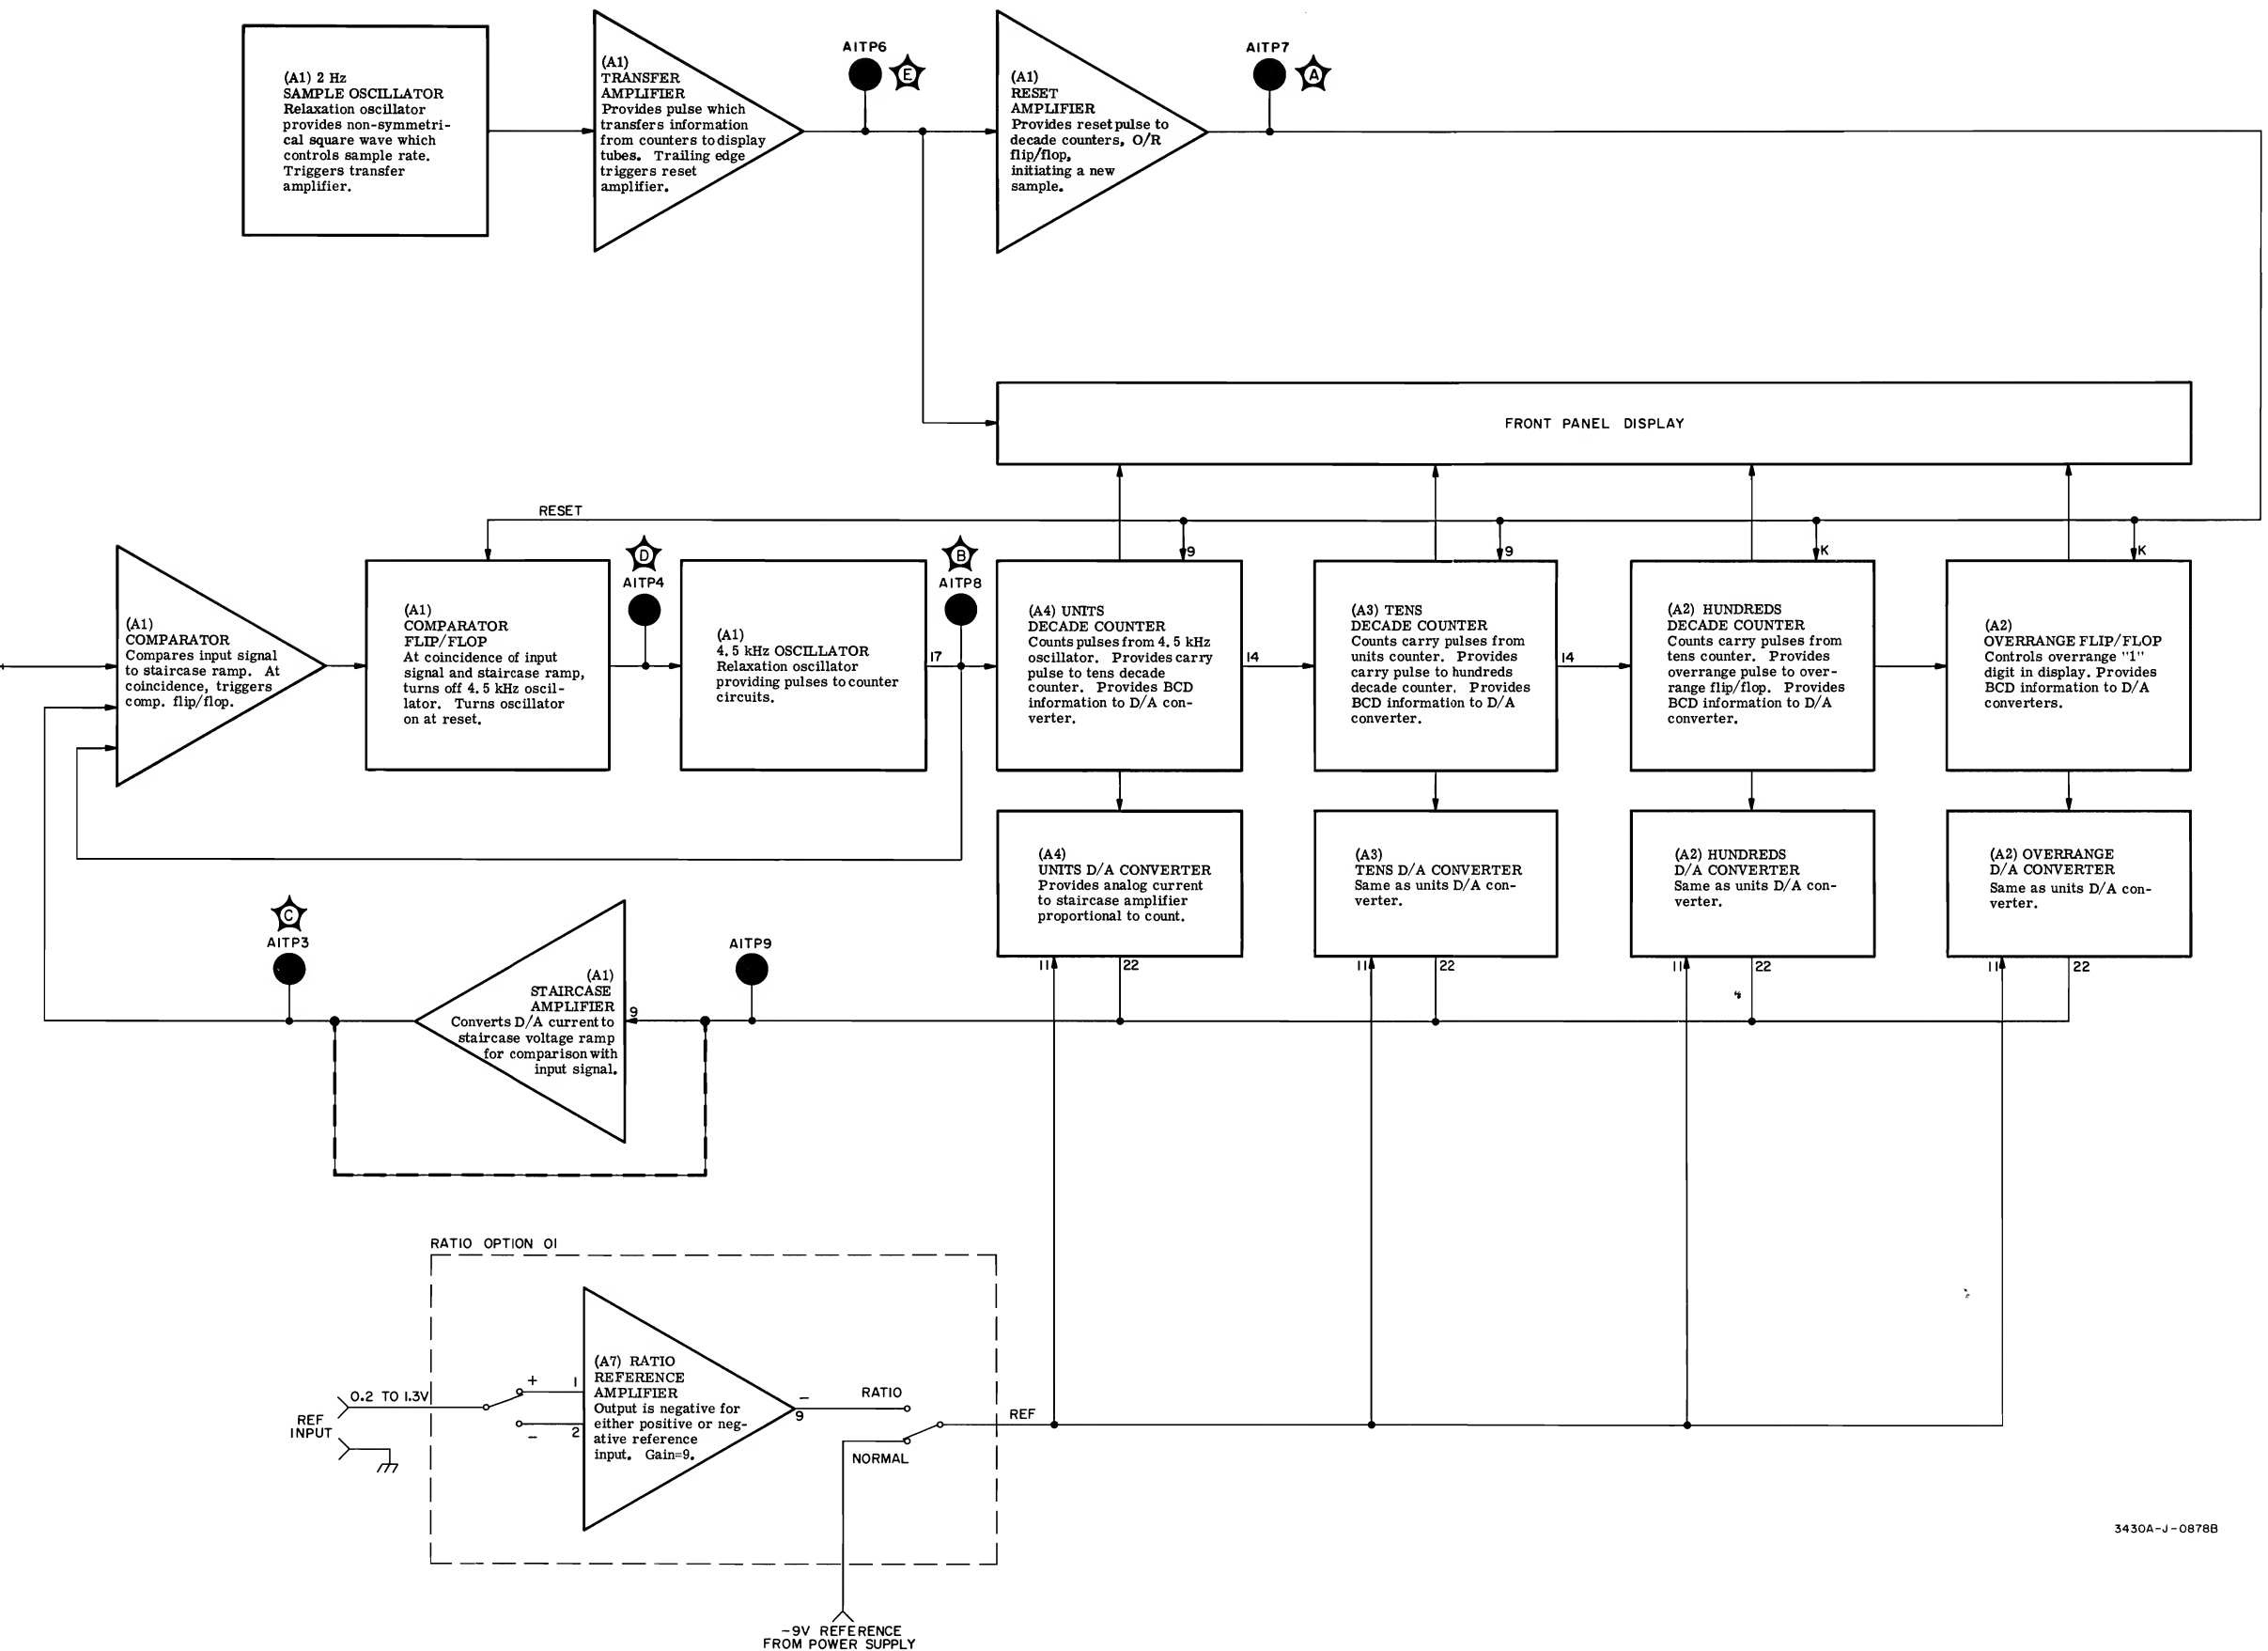 (A1) 2 Hz
SAMPLE OSCILLATOR
Relaxation oscillator
provides non-symmetri-
cal square wave which
controls sample rate.
Triggers transfer
amplifier.
(A1)
TRANSFER
AMPLIFIER
Provides pulse which
transfers information
from counters to display
tubes. Trailing edge
triggers reset
amplifier.
A1TP6
E
(A1)
RESET
AMPLIFIER
Provides reset pulse to
decade counters, O/R
flip/flop,
initiating a new
sample.
A1TP7
A
FRONT PANEL DISPLAY
RESET
9
9
K
K
(A1)
COMPARATOR
Compares input signal
to staircase ramp. At
coincidence, triggers
comp. flip/flop.
(A1)
COMPARATOR
FLIP/FLOP
At coincidence of input
signal and staircase ramp,
turns off 4.5 kHz oscil-
lator. Turns oscillator
on at reset.
D
A1TP4
(A1)
4.5 kHz OSCILLATOR
Relaxation oscillator
providing pulses to counter
circuits.
17
B
A1TP8
(A4) UNITS
DECADE COUNTER
Counts pulses from 4.5 kHz
oscillator. Provides carry
pulse to tens decade
counter. Provides BCD
information to D/A con-
verter.
14
(A3) TENS
DECADE COUNTER
Counts carry pulses from
units counter. Provides
carry pulse to hundreds
decade counter. Provides
BCD information to D/A
converter.
14
(A2) HUNDREDS
DECADE COUNTER
Counts carry pulses from
tens counter. Provides
overrange pulse to over-
range flip/flop. Provides
BCD information to D/A
converter.
(A2)
OVERRANGE FLIP/FLOP
Controls overrange "1"
digit in display. Provides
BCD information to D/A
converters.
(A4)
UNITS D/A CONVERTER
Provides analog current
to staircase amplifier
proportional to count.
11
22
(A3)
TENS D/A CONVERTER
Same as units D/A con-
verter.
11
22
(A2) HUNDREDS
D/A CONVERTER
Same as units D/A con-
verter.
11
22
(A2) OVERRANGE
D/A CONVERTER
Same as units D/A con-
verter.
11
22
C
A1TP3
(A1)
STAIRCASE
AMPLIFIER
Converts D/A current to
staircase voltage ramp
for comparison with
input signal.
9
A1TP9
RATIO OPTION 01
0.2 TO 1.3V
REF
INPUT
+
1
−
2
(A7) RATIO
REFERENCE
AMPLIFIER
Output is negative for
either positive or neg-
ative reference
input. Gain=9.
−
9
RATIO
NORMAL
REF
-9V REFERENCE
FROM POWER SUPPLY
3430A-J-0878B